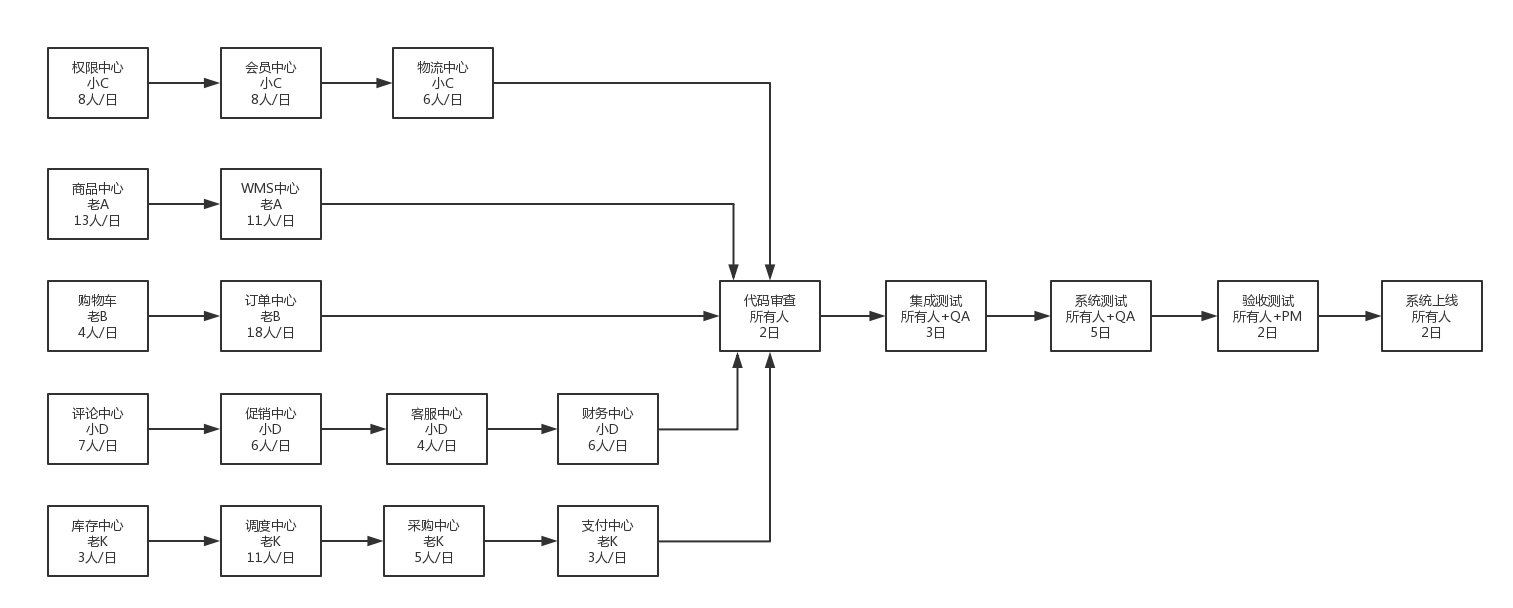 权限中心
小C
8人/日
会员中心
小C
8人/日
物流中心
小C
6人/日
商品中心
老A
13人/日
WMS中心
老A
11人/日
购物车
老B
4人/日
订单中心
老B
18人/日
代码审查
所有人
2日
集成测试
所有人+QA
3日
系统测试
所有人+QA
5日
验收测试
所有人+PM
2日
系统上线
所有人
2日
评论中心
小D
7人/日
促销中心
小D
6人/日
客服中心
小D
4人/日
财务中心
小D
6人/日
库存中心
老K
3人/日
调度中心
老K
11人/日
采购中心
老K
5人/日
支付中心
老K
3人/日